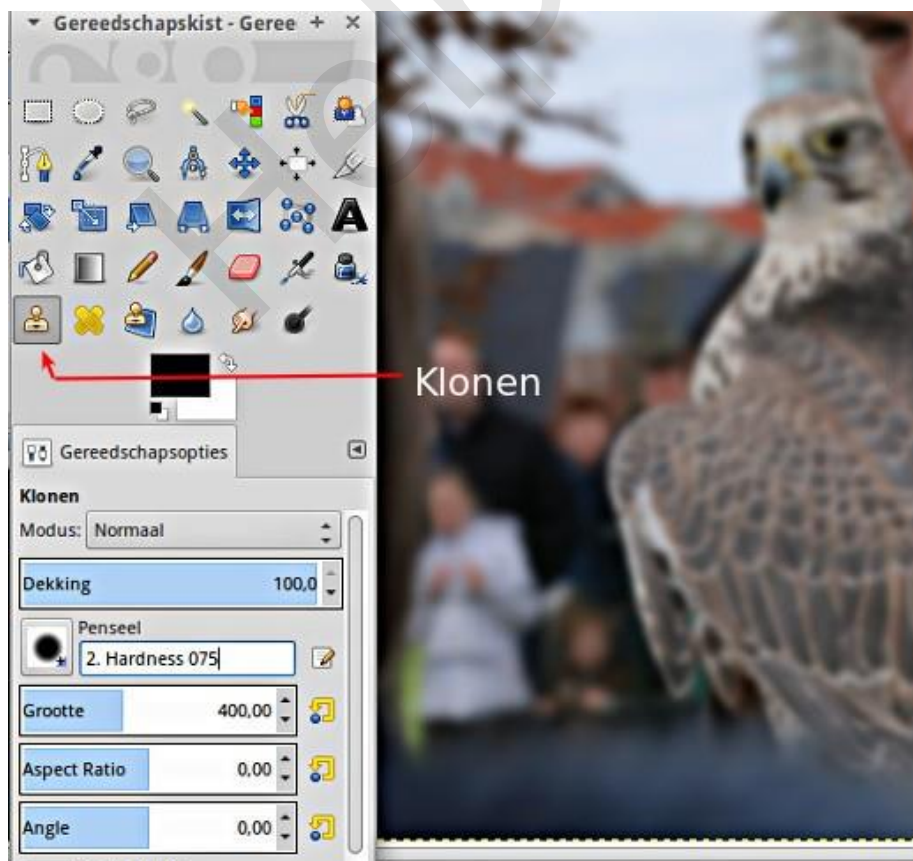 Gereedschapskist - Geree
Help
Klonen
Gereedschapsopties
Klonen
Modus: Normaal
Dekking 100,0
Penseel
2. Hardness 075
Grootte 400,00
Aspect Ratio 0,00
Angle 0,00